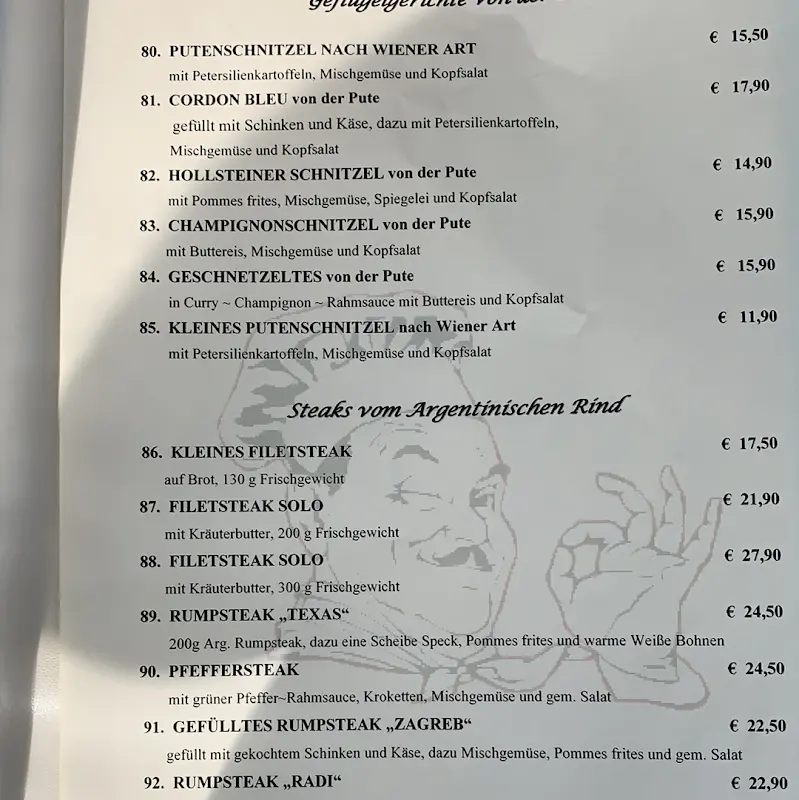 Geflügelgerichte von der
80. PUTENSCHNITZEL NACH WIENER ART € 15,50
mit Petersilienkartoffeln, Mischgemüse und Kopfsalat
81. CORDON BLEU von der Pute € 17,90
gefüllt mit Schinken und Käse, dazu mit Petersilienkartoffeln,
Mischgemüse und Kopfsalat
82. HOLLSTEINER SCHNITZEL von der Pute € 14,90
mit Pommes frites, Mischgemüse, Spiegelei und Kopfsalat
83. CHAMPIGNONSCHNITZEL von der Pute € 15,90
mit Buttereis, Mischgemüse und Kopfsalat
84. GESCHNETZELTES von der Pute € 15,90
in Curry ~ Champignon ~ Rahmsauce mit Buttereis und Kopfsalat
85. KLEINES PUTENSCHNITZEL nach Wiener Art € 11,90
mit Petersilienkartoffeln, Mischgemüse und Kopfsalat
Steaks vom Argentinischen Rind
86. KLEINES FILETSTEAK € 17,50
auf Brot, 130 g Frischgewicht
87. FILETSTEAK SOLO € 21,90
mit Kräuterbutter, 200 g Frischgewicht
88. FILETSTEAK SOLO € 27,90
mit Kräuterbutter, 300 g Frischgewicht
89. RUMPSTEAK „TEXAS“ € 24,50
200g Arg. Rumpsteak, dazu eine Scheibe Speck, Pommes frites und warme Weiße Bohnen
90. PFEFFERSTEAK € 24,50
mit grüner Pfeffer~Rahmsauce, Kroketten, Mischgemüse und gem. Salat
91. GEFÜLLTES RUMPSTEAK „ZAGREB“ € 22,50
gefüllt mit gekochtem Schinken und Käse, dazu Mischgemüse, Pommes frites und gem. Salat
92. RUMPSTEAK „RADI“ € 22,90